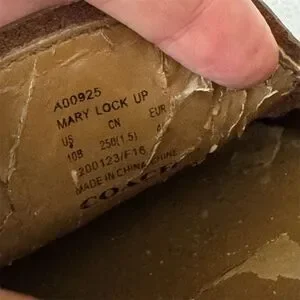 A00925
MARY LOCK UP
US CN EUR
10B 250(1.5)
200123/F16
MADE IN CHINA
COACH